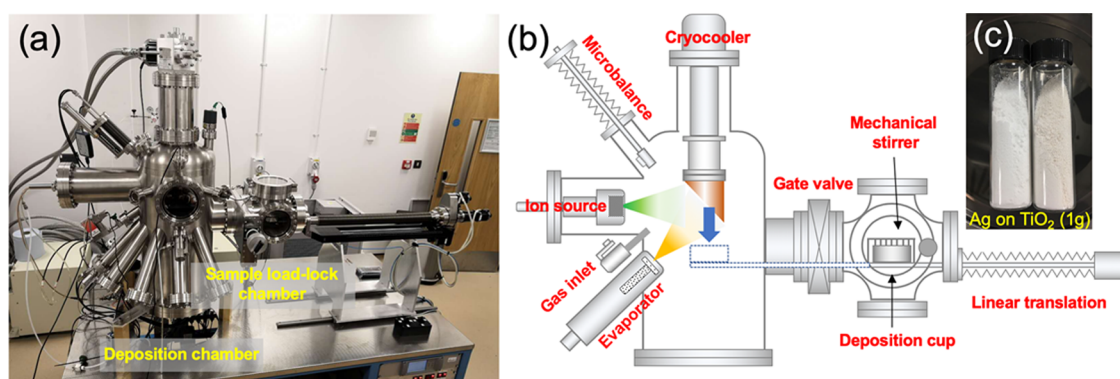 (a)
Sample load-lock
chamber
Deposition chamber
(b)
Cryocooler
Microbalance
Ion source
Gas inlet
Evaporator
Gate valve
Mechanical
stirrer
Deposition cup
Linear translation
(c)
Ag on TiO₂ (1g)